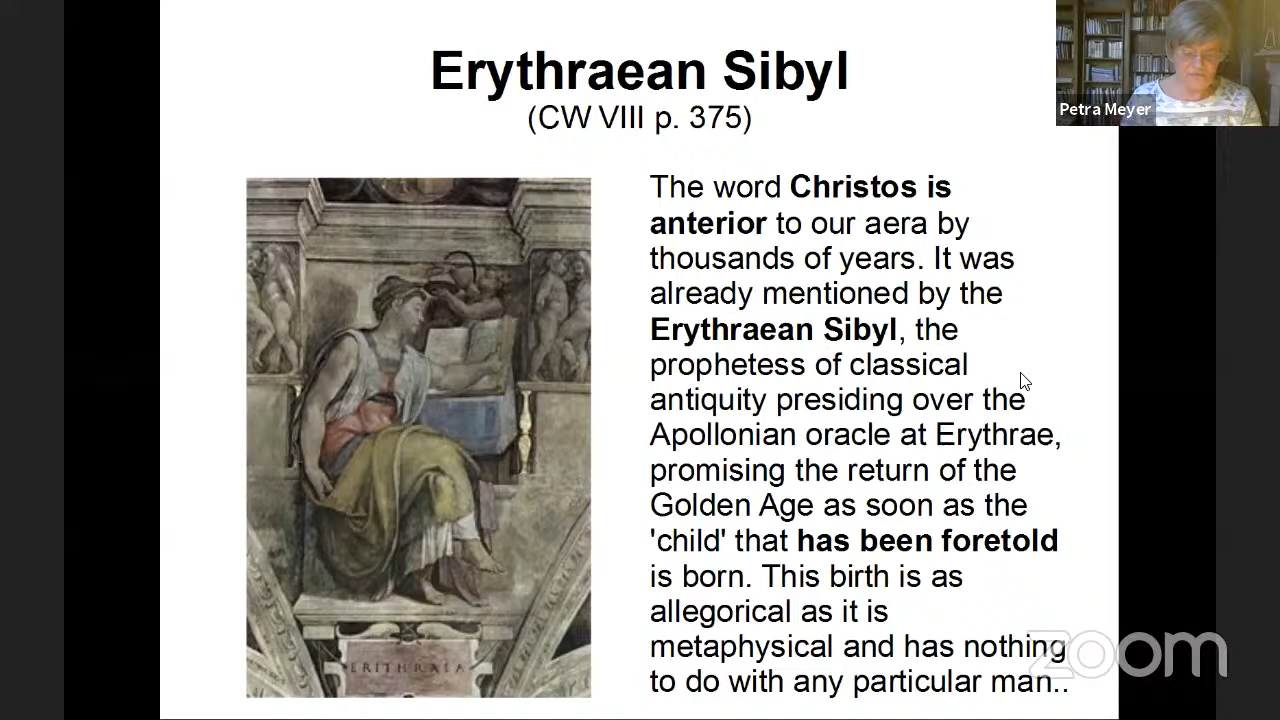 Erythraean Sibyl
(CW VIII p. 375)
Petra Meyer
The word Christos is
anterior to our aera by
thousands of years. It was
already mentioned by the
Erythraean Sibyl, the
prophetess of classical
antiquity presiding over the
Apollonian oracle at Erythrae,
promising the return of the
Golden Age as soon as the
'child' that has been foretold
is born. This birth is as
allegorical as it is
metaphysical and has nothing
to do with any particular man..
ERITHRAEA
zoom